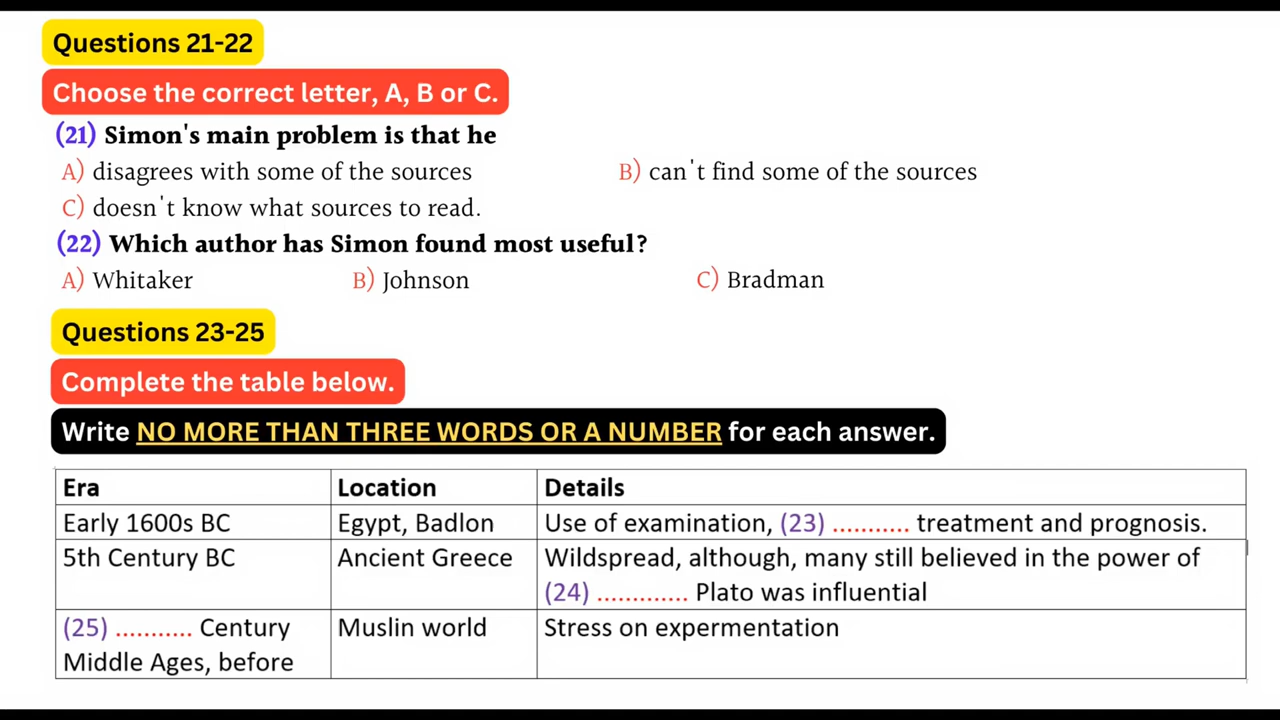 Questions 21-22
Choose the correct letter, A, B or C.
(21) Simon's main problem is that he
A) disagrees with some of the sources B) can't find some of the sources
C) doesn't know what sources to read.
(22) Which author has Simon found most useful?
A) Whitaker B) Johnson C) Bradman
Questions 23-25
Complete the table below.
Write NO MORE THAN THREE WORDS OR A NUMBER for each answer.
Era Location Details
Early 1600s BC Egypt, Badlon Use of examination, (23) ........... treatment and prognosis.
5th Century BC Ancient Greece Wildspread, although, many still believed in the power of
(24) ............. Plato was influential
(25) ........... Century Muslin world Stress on expermentation
Middle Ages, before